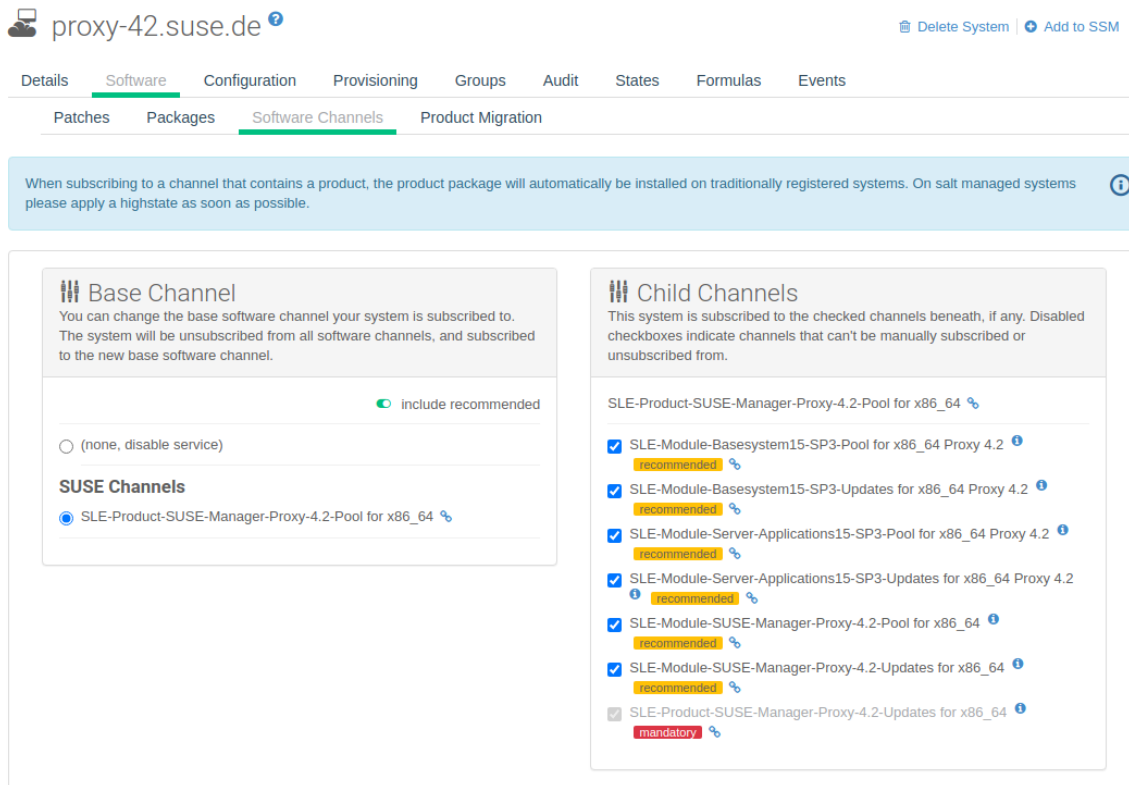 proxy-42.suse.de
Delete System | Add to SSM
Details Software Configuration Provisioning Groups Audit States Formulas Events
Patches Packages Software Channels Product Migration
When subscribing to a channel that contains a product, the product package will automatically be installed on traditionally registered systems. On salt managed systems
please apply a highstate as soon as possible.
Base Channel
You can change the base software channel your system is subscribed to.
The system will be unsubscribed from all software channels, and subscribed
to the new base software channel.
include recommended
(none, disable service)
SUSE Channels
SLE-Product-SUSE-Manager-Proxy-4.2-Pool for x86_64
Child Channels
This system is subscribed to the checked channels beneath, if any. Disabled
checkboxes indicate channels that can't be manually subscribed or
unsubscribed from.
SLE-Product-SUSE-Manager-Proxy-4.2-Pool for x86_64
SLE-Module-Basesystem15-SP3-Pool for x86_64 Proxy 4.2
recommended
SLE-Module-Basesystem15-SP3-Updates for x86_64 Proxy 4.2
recommended
SLE-Module-Server-Applications15-SP3-Pool for x86_64 Proxy 4.2
recommended
SLE-Module-Server-Applications15-SP3-Updates for x86_64 Proxy 4.2
recommended
SLE-Module-SUSE-Manager-Proxy-4.2-Pool for x86_64
recommended
SLE-Module-SUSE-Manager-Proxy-4.2-Updates for x86_64
recommended
SLE-Product-SUSE-Manager-Proxy-4.2-Updates for x86_64
mandatory